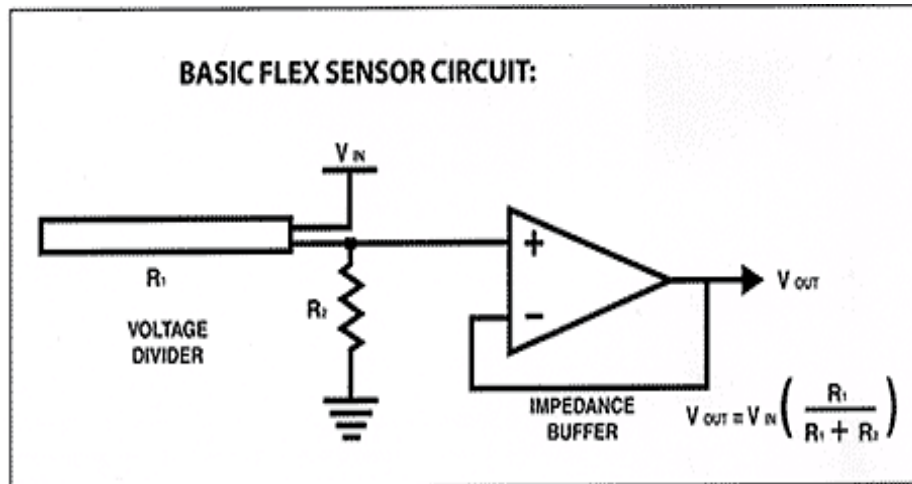 BASIC FLEX SENSOR CIRCUIT:
V IN
R1
VOLTAGE
DIVIDER
R2
+
−
V OUT
IMPEDANCE
BUFFER
V OUT = V IN ( R1 / R1 + R2 )